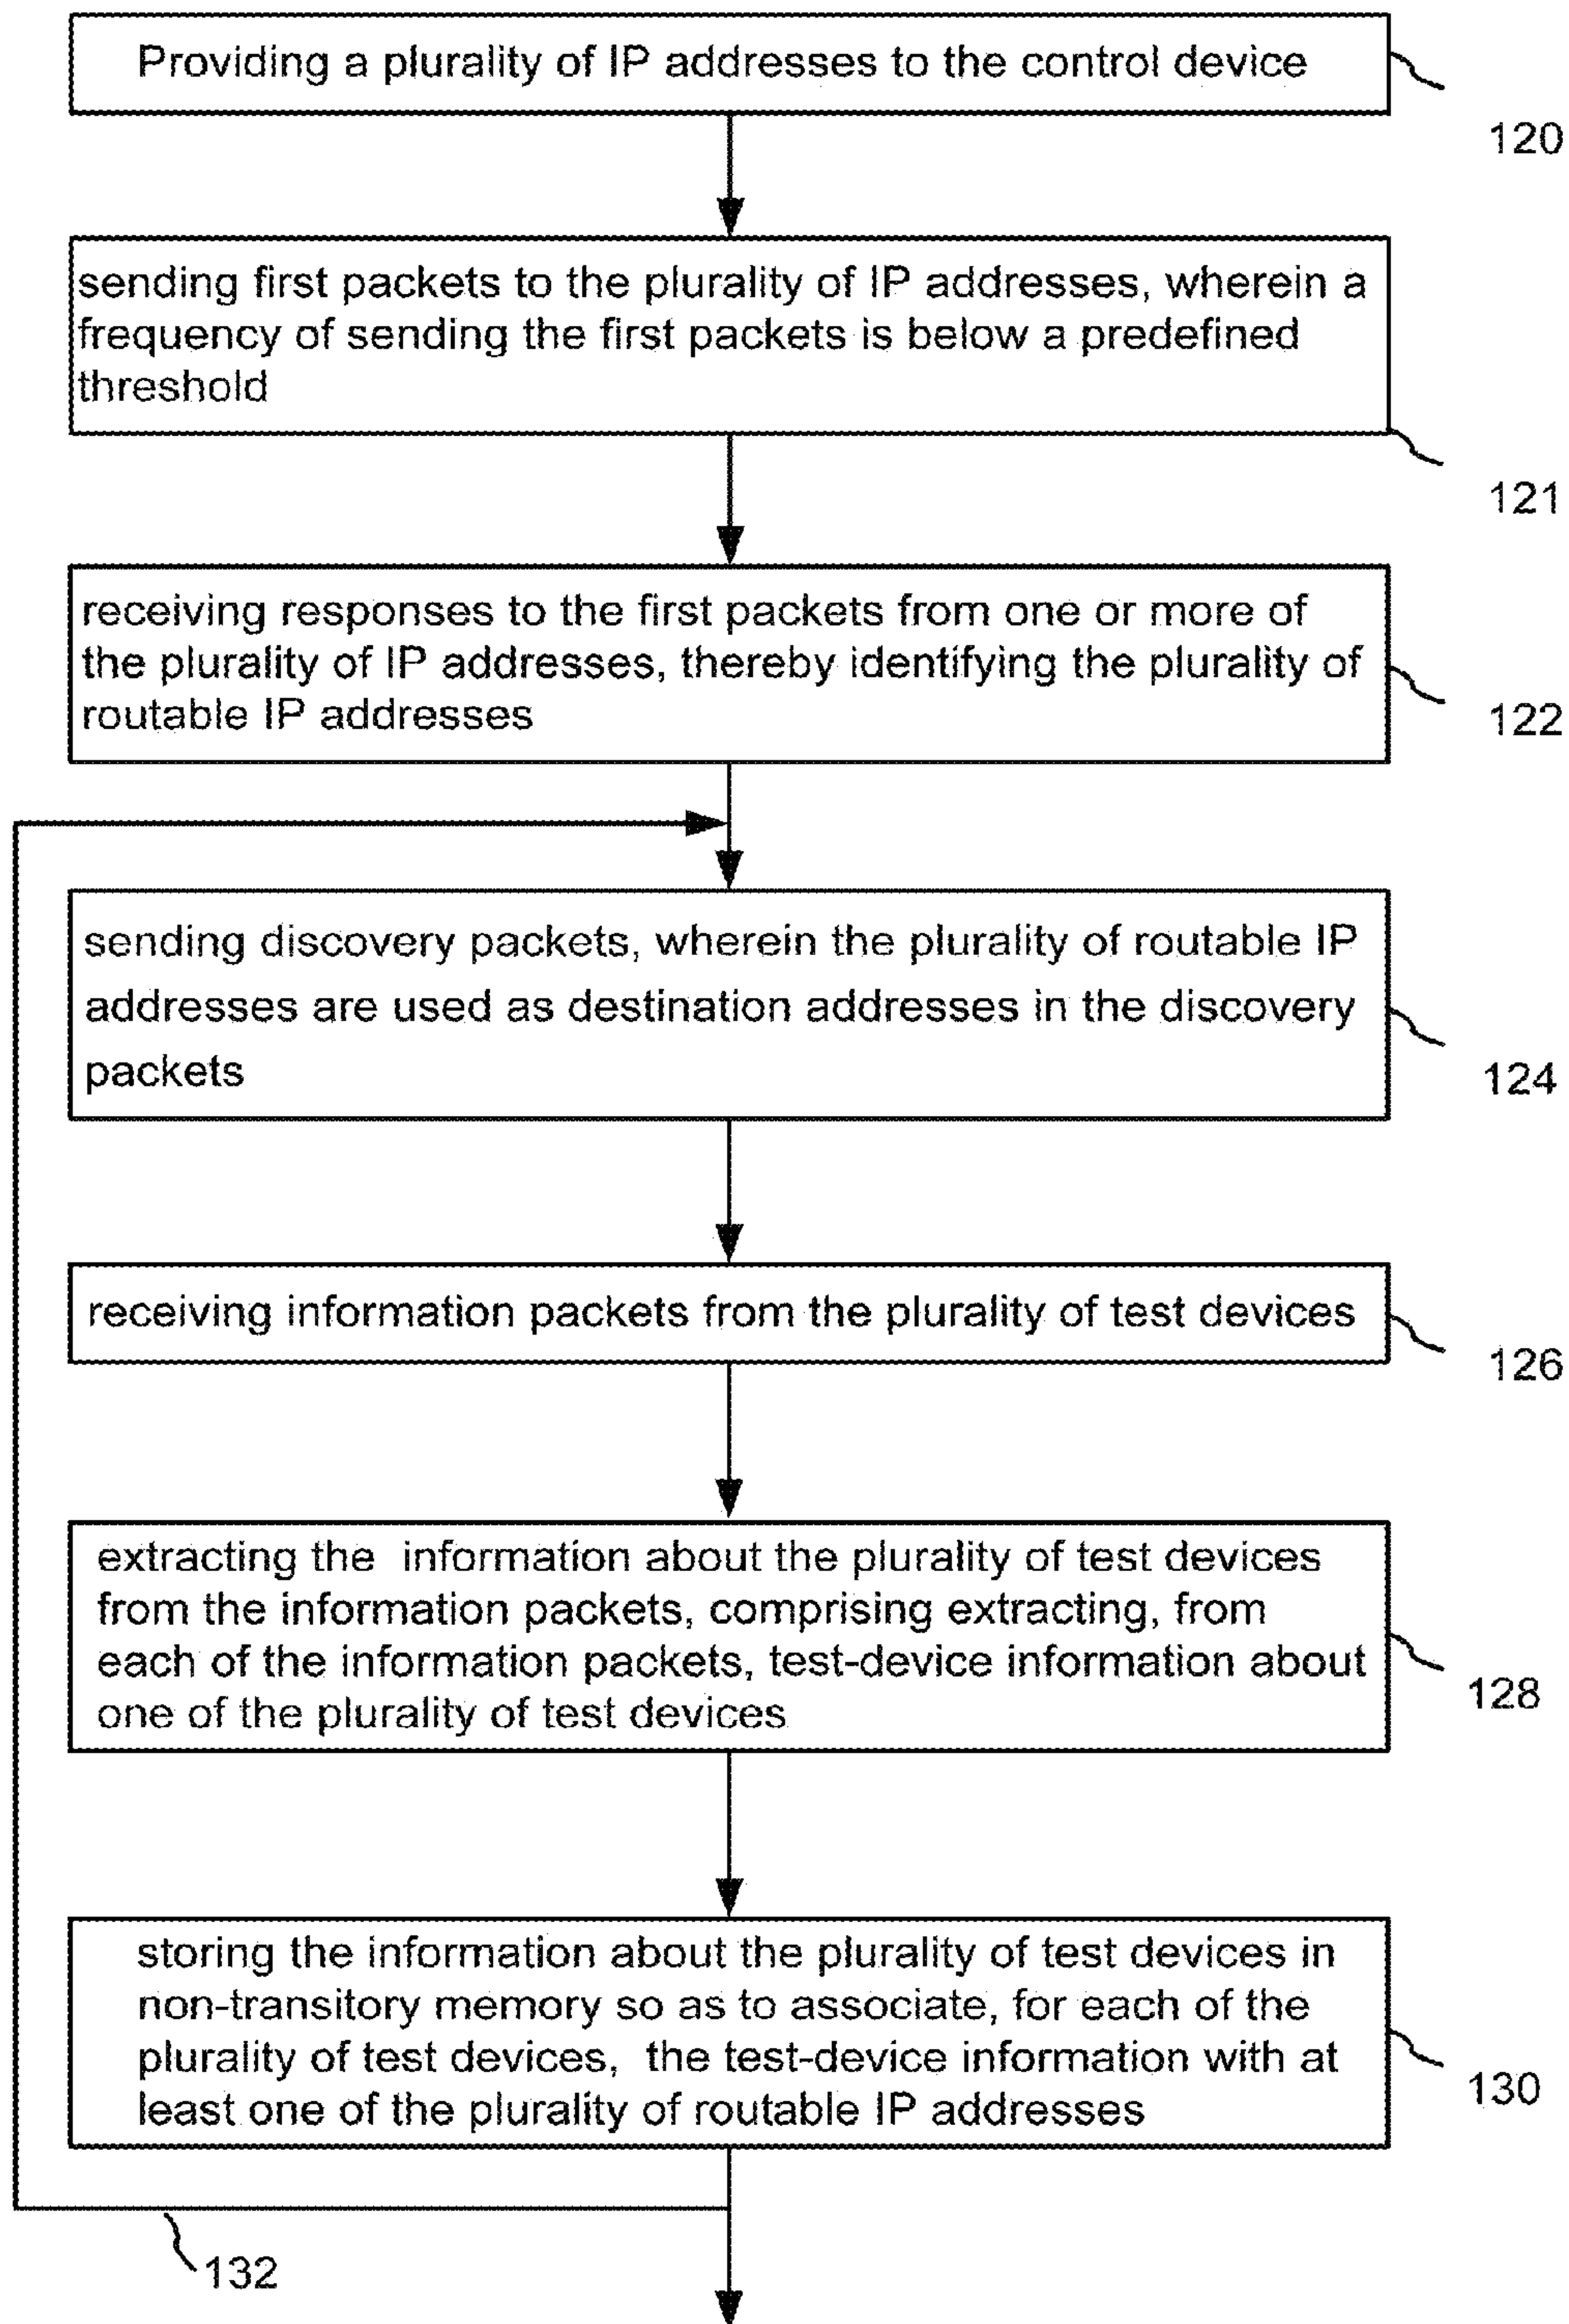 Providing a plurality of IP addresses to the control device
120
sending first packets to the plurality of IP addresses, wherein a
frequency of sending the first packets is below a predefined
threshold
121
receiving responses to the first packets from one or more of
the plurality of IP addresses, thereby identifying the plurality of
routable IP addresses
122
sending discovery packets, wherein the plurality of routable IP
addresses are used as destination addresses in the discovery
packets
124
receiving information packets from the plurality of test devices
126
extracting the information about the plurality of test devices
from the information packets, comprising extracting, from
each of the information packets, test-device information about
one of the plurality of test devices
128
storing the information about the plurality of test devices in
non-transitory memory so as to associate, for each of the
plurality of test devices, the test-device information with at
least one of the plurality of routable IP addresses
130
132